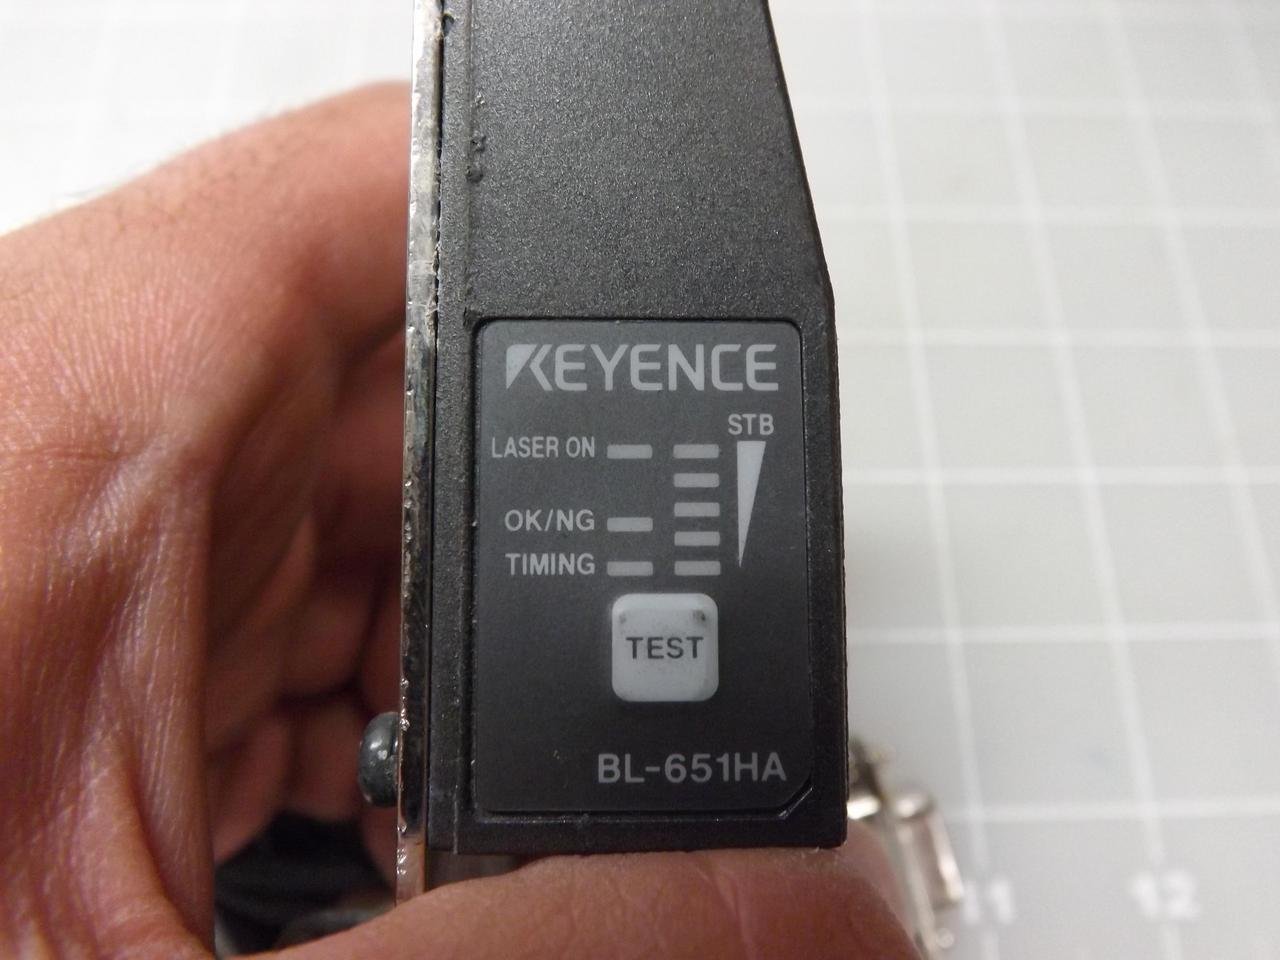 KEYENCE
STB
LASER ON
OK/NG
TIMING
TEST
BL-651HA
11 12